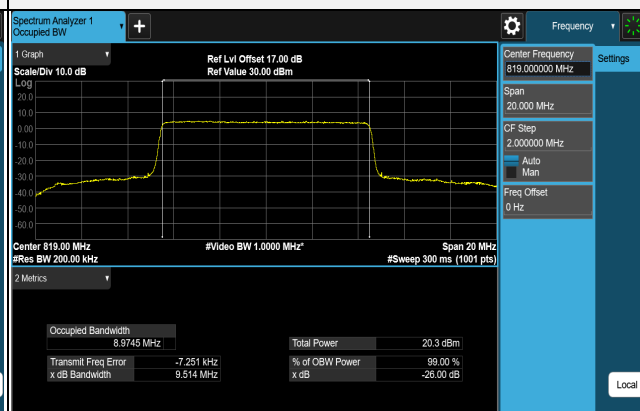 Spectrum Analyzer 1
Occupied BW
+
Frequency
1 Graph
Scale/Div 10.0 dB
Ref Lvl Offset 17.00 dB
Ref Value 30.00 dBm
Log
20.0
10.0
0.00
-10.0
-20.0
-30.0
-40.0
-50.0
-60.0
Center 819.00 MHz
#Video BW 1.0000 MHz*
Span 20 MHz
#Res BW 200.00 kHz
#Sweep 300 ms (1001 pts)
2 Metrics
Occupied Bandwidth
8.9745 MHz
Total Power 20.3 dBm
Transmit Freq Error -7.251 kHz
% of OBW Power 99.00 %
x dB Bandwidth 9.514 MHz
x dB -26.00 dB
Center Frequency
819.000000 MHz
Settings
Span
20.000 MHz
CF Step
2.000000 MHz
Auto
Man
Freq Offset
0 Hz
Local